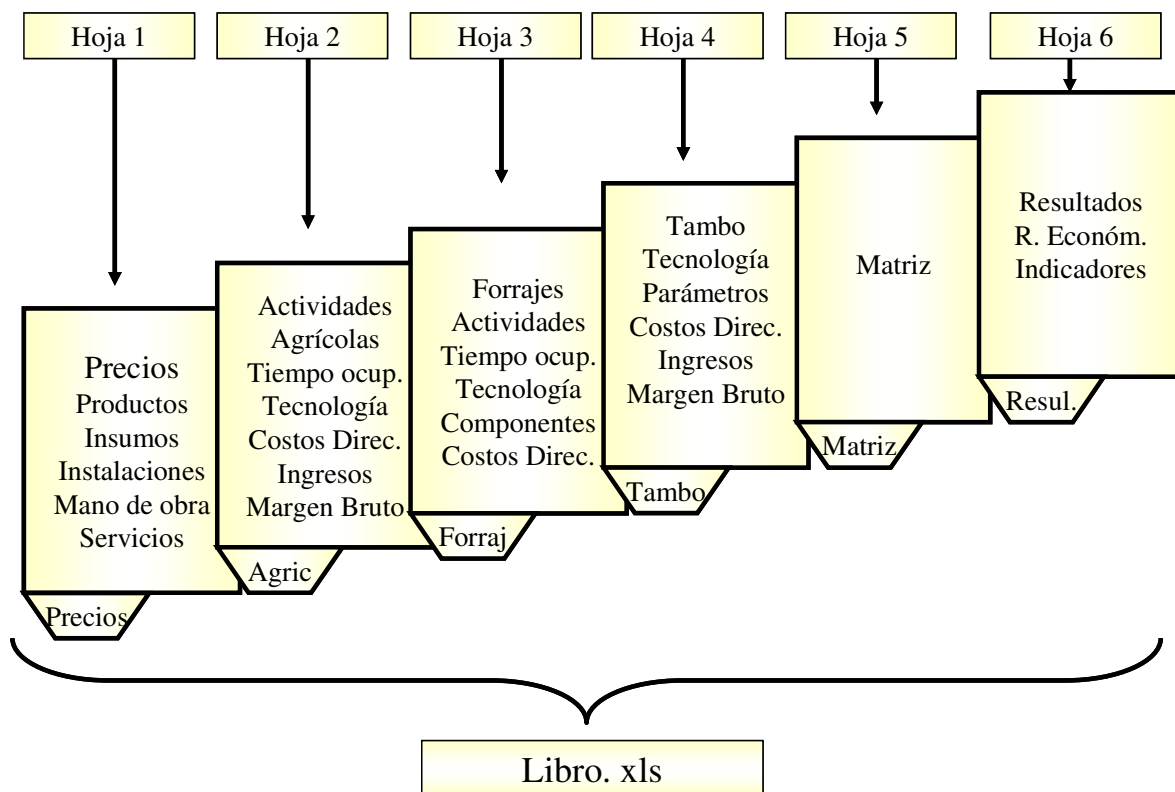 Hoja 1
Hoja 2
Hoja 3
Hoja 4
Hoja 5
Hoja 6
Precios
Productos
Insumos
Instalaciones
Mano de obra
Servicios
Precios
Actividades
Agrícolas
Tiempo ocup.
Tecnología
Costos Direc.
Ingresos
Margen Bruto
Agric
Forrajes
Actividades
Tiempo ocup.
Tecnología
Componentes
Costos Direc.
Forraj
Tambo
Tecnología
Parámetros
Costos Direc.
Ingresos
Margen Bruto
Tambo
Matriz
Matriz
Resultados
R. Económ.
Indicadores
Resul.
Libro. xls